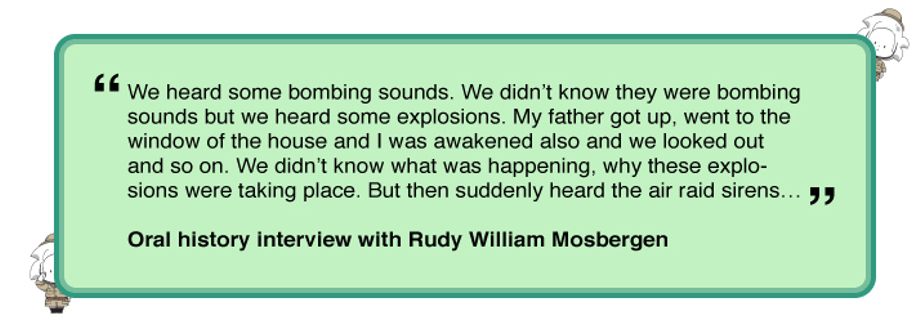 “ We heard some bombing sounds. We didn’t know they were bombing
sounds but we heard some explosions. My father got up, went to the
window of the house and I was awakened also and we looked out
and so on. We didn’t know what was happening, why these explo-
sions were taking place. But then suddenly heard the air raid sirens… ”
Oral history interview with Rudy William Mosbergen